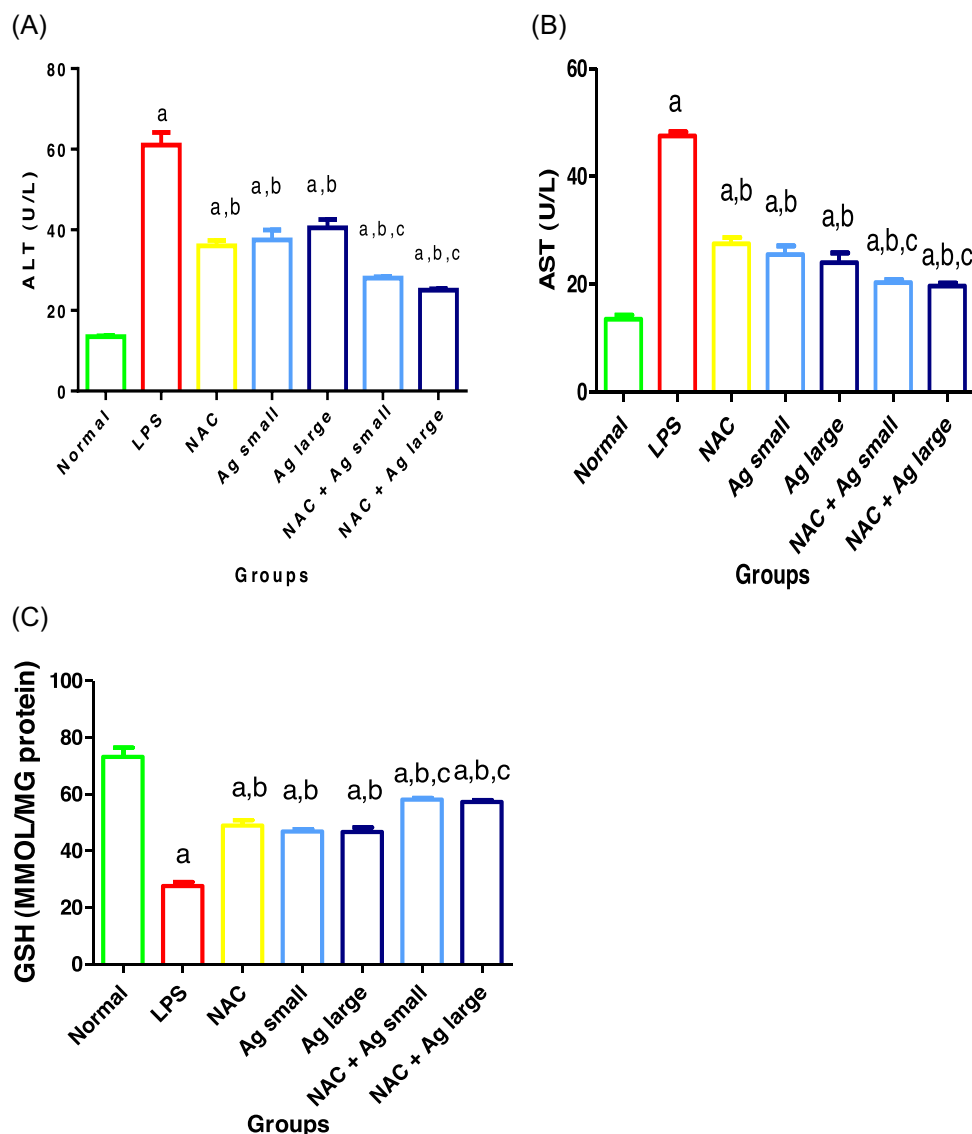 (A)
ALT (U/L)
80
60
40
20
0
a
a,b
a,b
a,b
a,b,c
a,b,c
Normal
LPS
NAC
Ag small
Ag large
NAC + Ag small
NAC + Ag large
Groups
(B)
AST (U/L)
60
40
20
0
a
a,b
a,b
a,b
a,b,c
a,b,c
Normal
LPS
NAC
Ag small
Ag large
NAC + Ag small
NAC + Ag large
Groups
(C)
GSH (MMOL/MG protein)
100
80
60
40
20
0
a
a,b
a,b
a,b
a,b,c
a,b,c
Normal
LPS
NAC
Ag small
Ag large
NAC + Ag small
NAC + Ag large
Groups